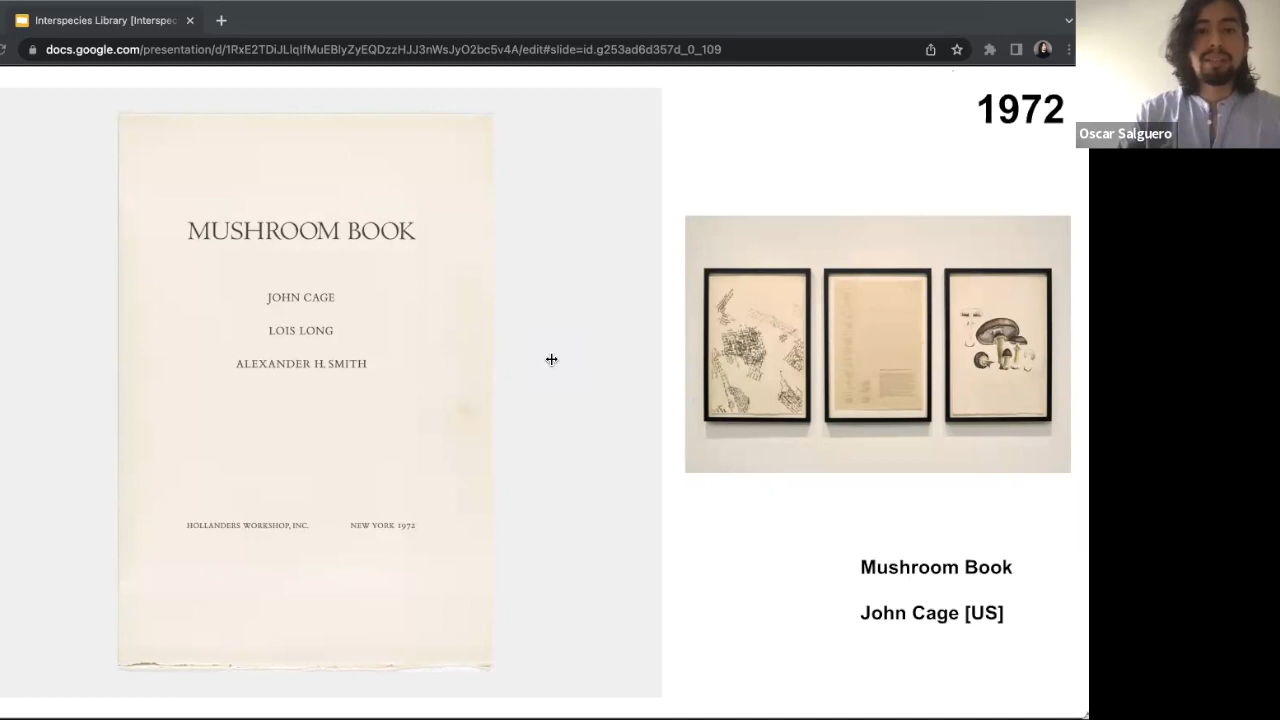 Interspecies Library [Interspec
docs.google.com/presentation/d/1RxE2TDiJLlqIfMuEBlyZyEQDzzHJJ3nWsJyO2bc5v4A/edit#slide=id.g253ad6d357d_0_109
Oscar Salguero
1972
MUSHROOM BOOK
JOHN CAGE
LOIS LONG
ALEXANDER H. SMITH
HOLLANDERS WORKSHOP, INC. NEW YORK 1972
Mushroom Book
John Cage [US]